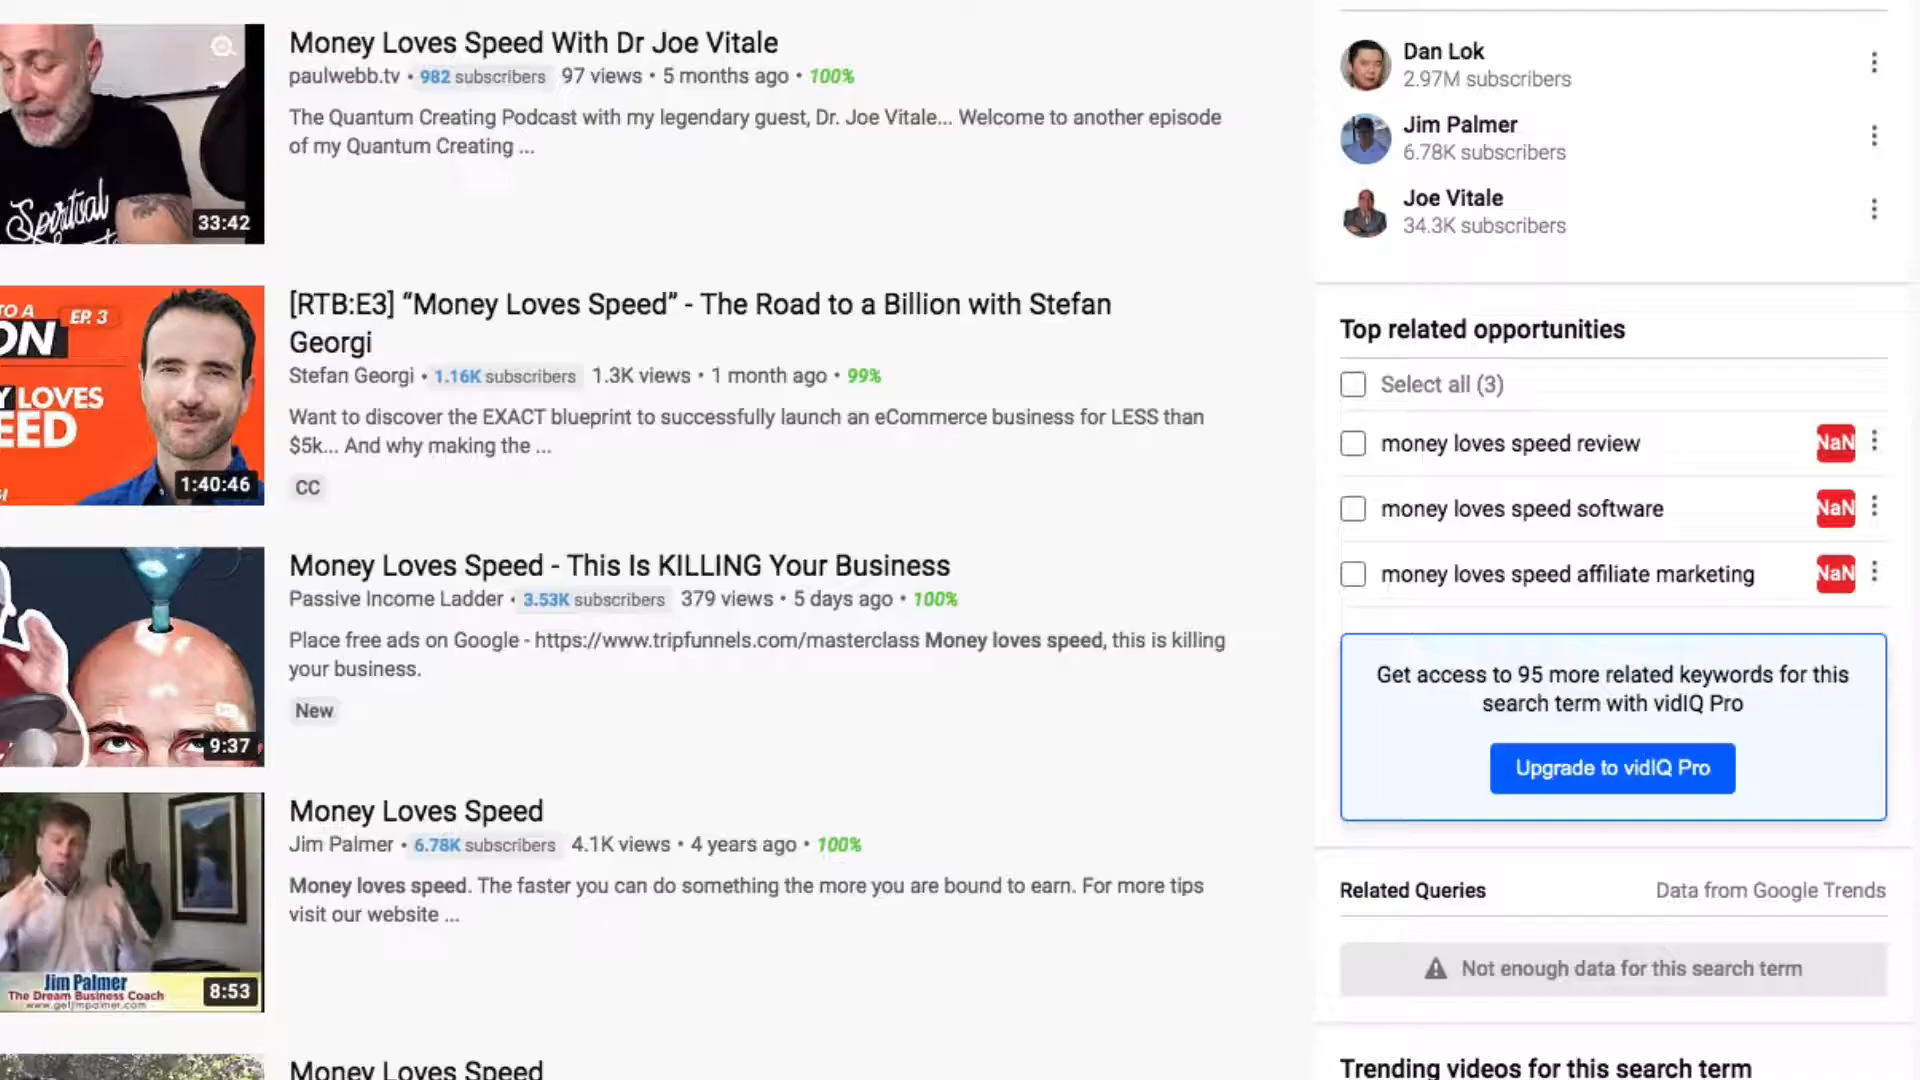 Money Loves Speed With Dr Joe Vitale
paulwebb.tv • 982 subscribers 97 views • 5 months ago • 100%
The Quantum Creating Podcast with my legendary guest, Dr. Joe Vitale... Welcome to another episode
of my Quantum Creating ...
Spiritual
33:42
[RTB:E3] “Money Loves Speed” - The Road to a Billion with Stefan
Georgi
Stefan Georgi • 1.16K subscribers 1.3K views • 1 month ago • 99%
Want to discover the EXACT blueprint to successfully launch an eCommerce business for LESS than
$5k... And why making the ...
CC
TO A
ON
EP. 3
Y LOVES
EED
1:40:46
Money Loves Speed - This Is KILLING Your Business
Passive Income Ladder • 3.53K subscribers 379 views • 5 days ago • 100%
Place free ads on Google - https://www.tripfunnels.com/masterclass Money loves speed, this is killing
your business.
New
9:37
Money Loves Speed
Jim Palmer • 6.78K subscribers 4.1K views • 4 years ago • 100%
Money loves speed. The faster you can do something the more you are bound to earn. For more tips
visit our website ...
Jim Palmer
The Dream Business Coach
www.getjimpalmer.com
8:53
Money Loves Speed
Dan Lok
2.97M subscribers
Jim Palmer
6.78K subscribers
Joe Vitale
34.3K subscribers
Top related opportunities
Select all (3)
money loves speed review NaN
money loves speed software NaN
money loves speed affiliate marketing NaN
Get access to 95 more related keywords for this
search term with vidIQ Pro
Upgrade to vidIQ Pro
Related Queries Data from Google Trends
Not enough data for this search term
Trending videos for this search term